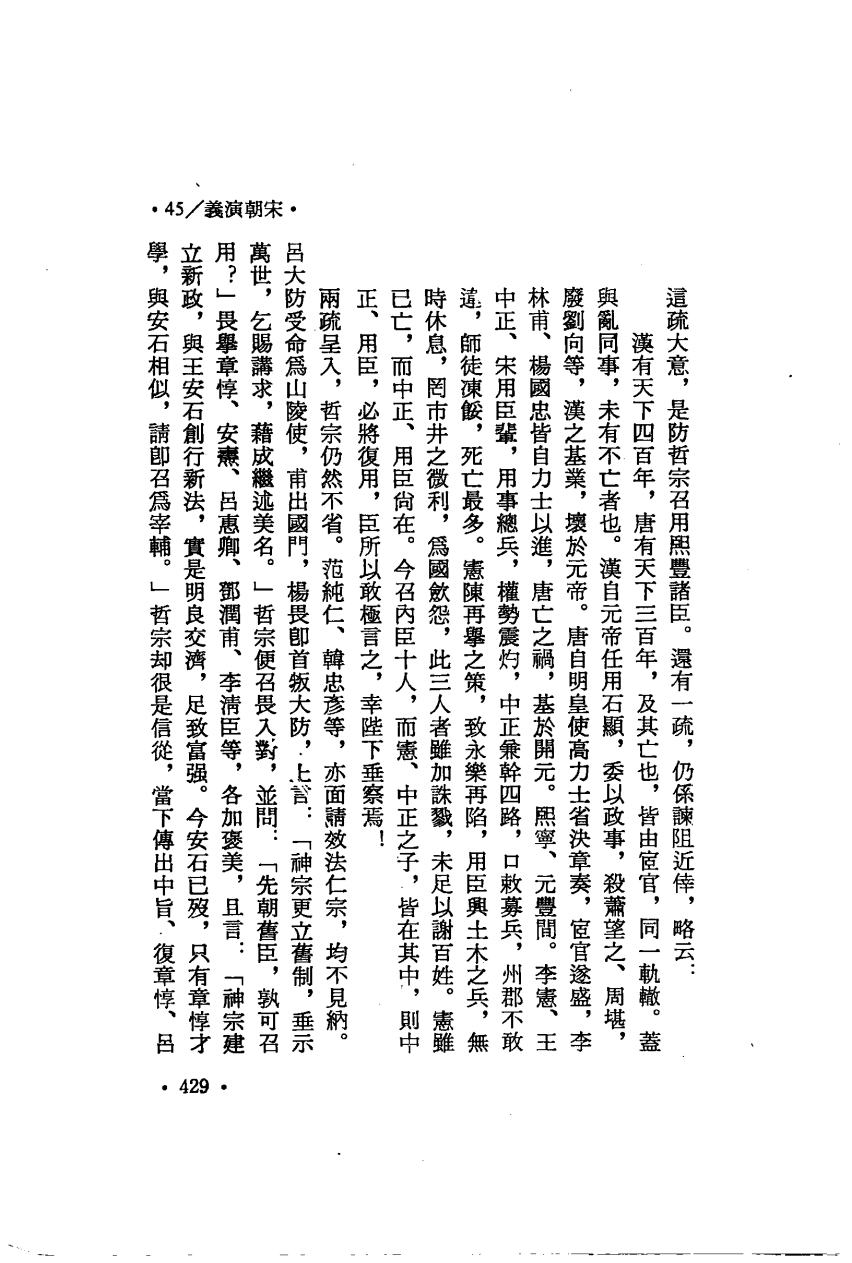 •45／義演朝宋•
這疏大意，是防哲宗召用熙豐諸臣。還有一疏，仍係諫阻近倖，略云：
漢有天下四百年，唐有天下三百年，及其亡也，皆由宦官，同一軌轍。蓋
與亂同事，未有不亡者也。漢自元帝任用石顯，委以政事，殺蕭望之、周堪，
廢劉向等，漢之基業，壞於元帝。唐自明皇使高力士省決章奏，宦官遂盛，李
林甫、楊國忠皆自力士以進，唐亡之禍，基於開元。熙寧、元豐間。李憲、王
中正、宋用臣輩，用事總兵，權勢震灼，中正兼幹四路，口敕募兵，州郡不敢
違，師徒凍餒，死亡最多。憲陳再舉之策，致永樂再陷，用臣興土木之兵，無
時休息，罔市井之微利，爲國斂怨，此三人者雖加誅戮，未足以謝百姓。憲雖
已亡，而中正、用臣尚在。今召內臣十人，而憲、中正之子，皆在其中，則中
正、用臣，必將復用，臣所以敢極言之，幸陛下垂察焉！
兩疏呈入，哲宗仍然不省。范純仁、韓忠彥等，亦面請效法仁宗，均不見納。
呂大防受命爲山陵使，甫出國門，楊畏卽首叛大防，上言：「神宗更立舊制，垂示
萬世，乞賜講求，藉成繼述美名。」哲宗便召畏入對，並問：「先朝舊臣，孰可召
用？」畏舉章惇、安燾、呂惠卿、鄧潤甫、李清臣等，各加褒美，且言：「神宗建
立新政，與王安石創行新法，實是明良交濟，足致富强。今安石已歿，只有章惇才
學，與安石相似，請卽召爲宰輔。」哲宗却很是信從，當下傳出中旨、復章惇、呂
•429•